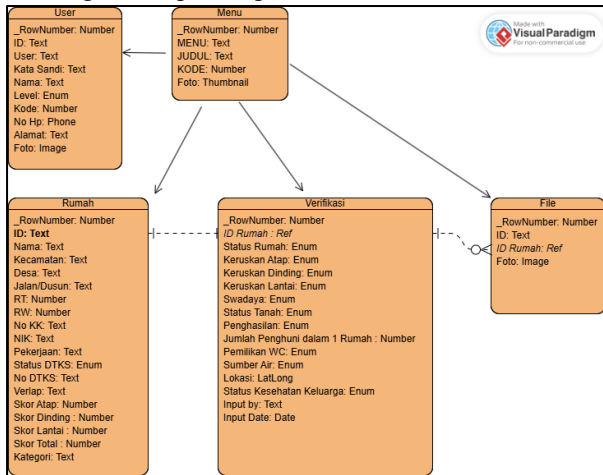 User
_RowNumber: Number
ID: Text
User: Text
Kata Sandi: Text
Nama: Text
Level: Enum
Kode: Number
No Hp: Phone
Alamat: Text
Foto: Image
Menu
_RowNumber: Number
MENU: Text
JUDUL: Text
KODE: Number
Foto: Thumbnail
Made with
Visual Paradigm
For non-commercial use
Rumah
_RowNumber: Number
ID: Text
Nama: Text
Kecamatan: Text
Desa: Text
Jalan/Dusun: Text
RT: Number
RW: Number
No KK: Text
NIK: Text
Pekerjaan: Text
Status DTKS: Enum
No DTKS: Text
Verlap: Text
Skor Atap: Number
Skor Dinding : Number
Skor Lantai : Number
Skor Total : Number
Kategori: Text
Verifikasi
_RowNumber: Number
ID Rumah : Ref
Status Rumah: Enum
Keruskan Atap: Enum
Keruskan Dinding: Enum
Keruskan Lantai: Enum
Swadaya: Enum
Status Tanah: Enum
Penghasilan: Enum
Jumlah Penghuni dalam 1 Rumah : Number
Pemilikan WC: Enum
Sumber Air: Enum
Lokasi: LatLong
Status Kesehatan Keluarga: Enum
Input by: Text
Input Date: Date
File
_RowNumber: Number
ID: Text
ID Rumah: Ref
Foto: Image